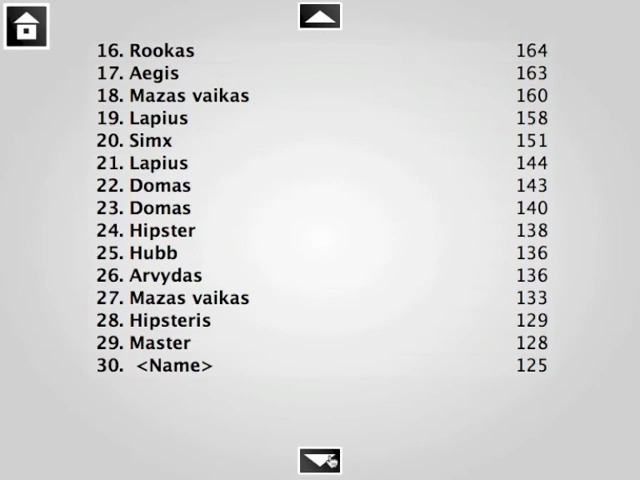 16. Rookas 164
17. Aegis 163
18. Mazas vaikas 160
19. Lapius 158
20. Simx 151
21. Lapius 144
22. Domas 143
23. Domas 140
24. Hipster 138
25. Hubb 136
26. Arvydas 136
27. Mazas vaikas 133
28. Hipsteris 129
29. Master 128
30. <Name> 125